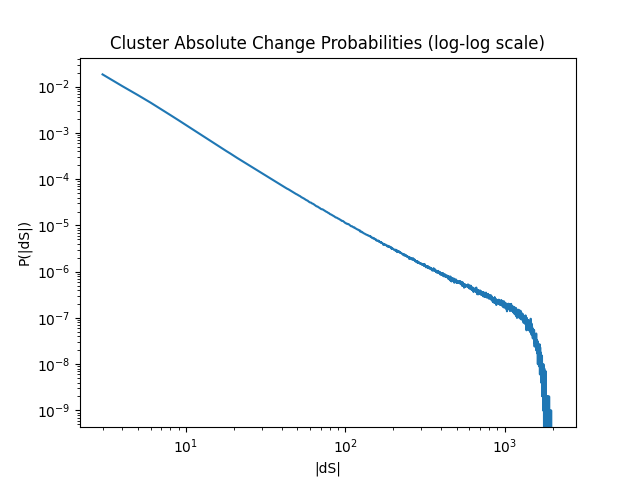 Cluster Absolute Change Probabilities (log-log scale)
10⁻²
10⁻³
10⁻⁴
10⁻⁵
10⁻⁶
10⁻⁷
10⁻⁸
10⁻⁹
P(|dS|)
10¹ 10² 10³
|dS|